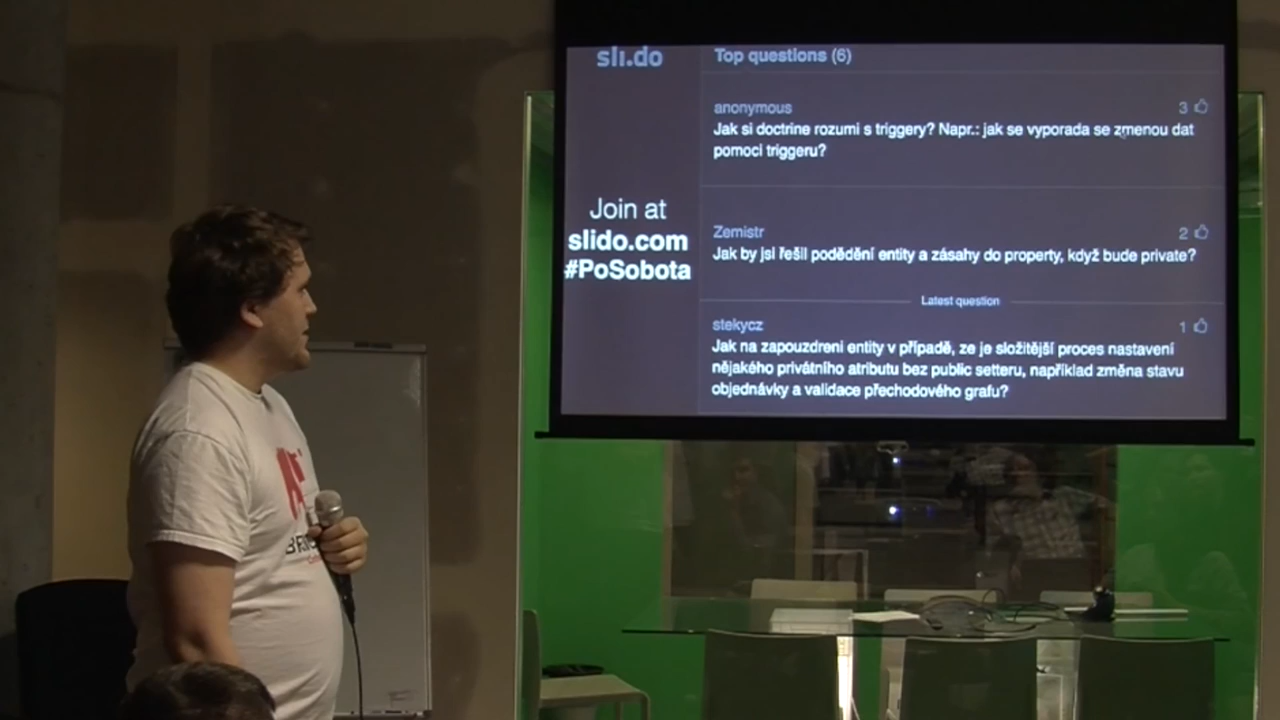 sli.do
Top questions (6)
anonymous
3
Jak si doctrine rozumi s triggery? Napr.: jak se vyporada se zmenou dat
pomoci triggeru?
Join at
slido.com
#PoSobota
Zemistr
2
Jak by jsi řešil podědění entity a zásahy do property, když bude private?
Latest question
stekycz
1
Jak na zapouzdreni entity v případě, ze je složitější proces nastavení
nějakého privátního atributu bez public setteru, například změna stavu
objednávky a validace přechodového grafu?